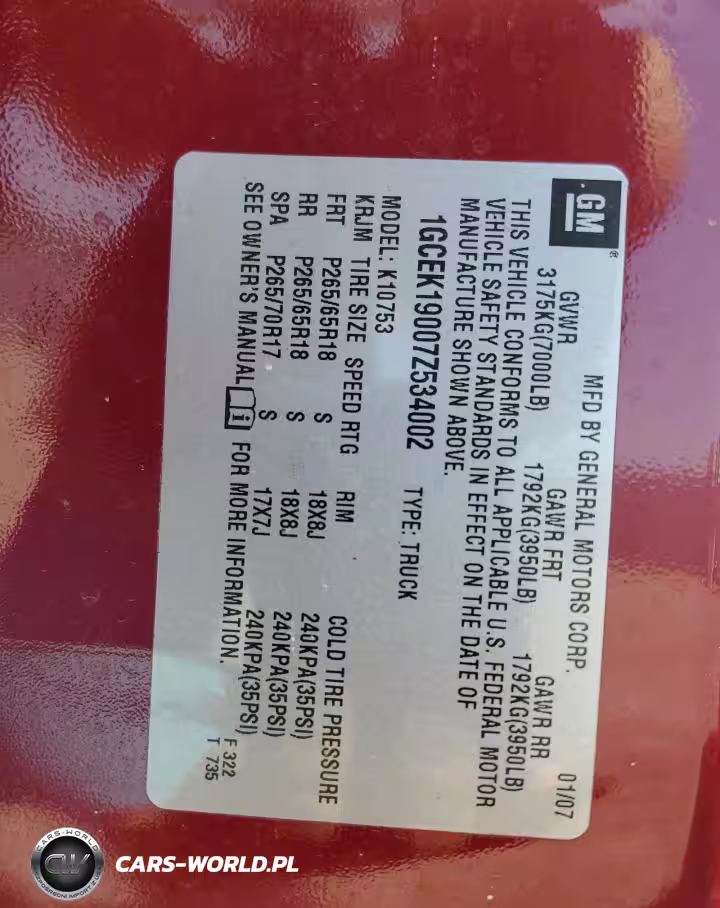 GM®
MFD BY GENERAL MOTORS CORP. 01/07
GVWR GAWR FRT GAWR RR
3175KG(7000LB) 1792KG(3950LB) 1792KG(3950LB)
THIS VEHICLE CONFORMS TO ALL APPLICABLE U.S. FEDERAL MOTOR
VEHICLE SAFETY STANDARDS IN EFFECT ON THE DATE OF
MANUFACTURE SHOWN ABOVE.
1GCEK19007Z534002 TYPE: TRUCK
MODEL: K10753
KRJM TIRE SIZE SPEED RTG RIM COLD TIRE PRESSURE
FRT P265/65R18 S 18X8J 240KPA(35PSI)
RR P265/65R18 S 18X8J 240KPA(35PSI)
SPA P265/70R17 S 17X7J 240KPA(35PSI)
SEE OWNER'S MANUAL i FOR MORE INFORMATION.
F 322
T 735
CARS-WORLD
CW
CARS-WORLD.PL